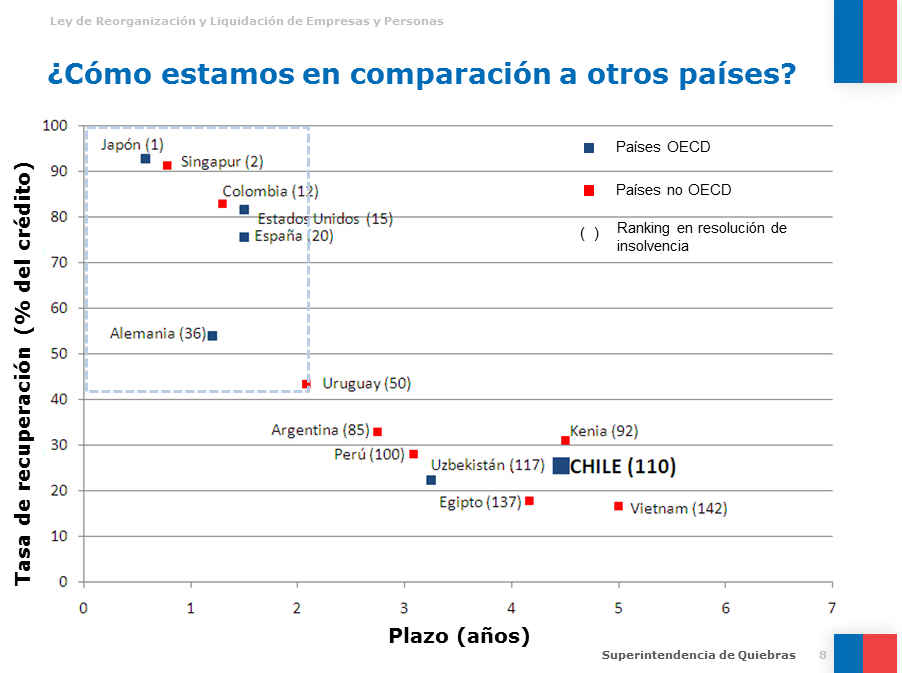 Ley de Reorganización y Liquidación de Empresas y Personas
¿Cómo estamos en comparación a otros países?
Tasa de recuperación (% del crédito)
100
90
80
70
60
50
40
30
20
10
0
Japón (1)
Singapur (2)
Colombia (12)
Estados Unidos (15)
España (20)
Alemania (36)
Uruguay (50)
Argentina (85)
Kenia (92)
Perú (100)
Uzbekistán (117)
CHILE (110)
Egipto (137)
Vietnam (142)
Países OECD
Países no OECD
( ) Ranking en resolución de
insolvencia
0 1 2 3 4 5 6 7
Plazo (años)
Superintendencia de Quiebras 8